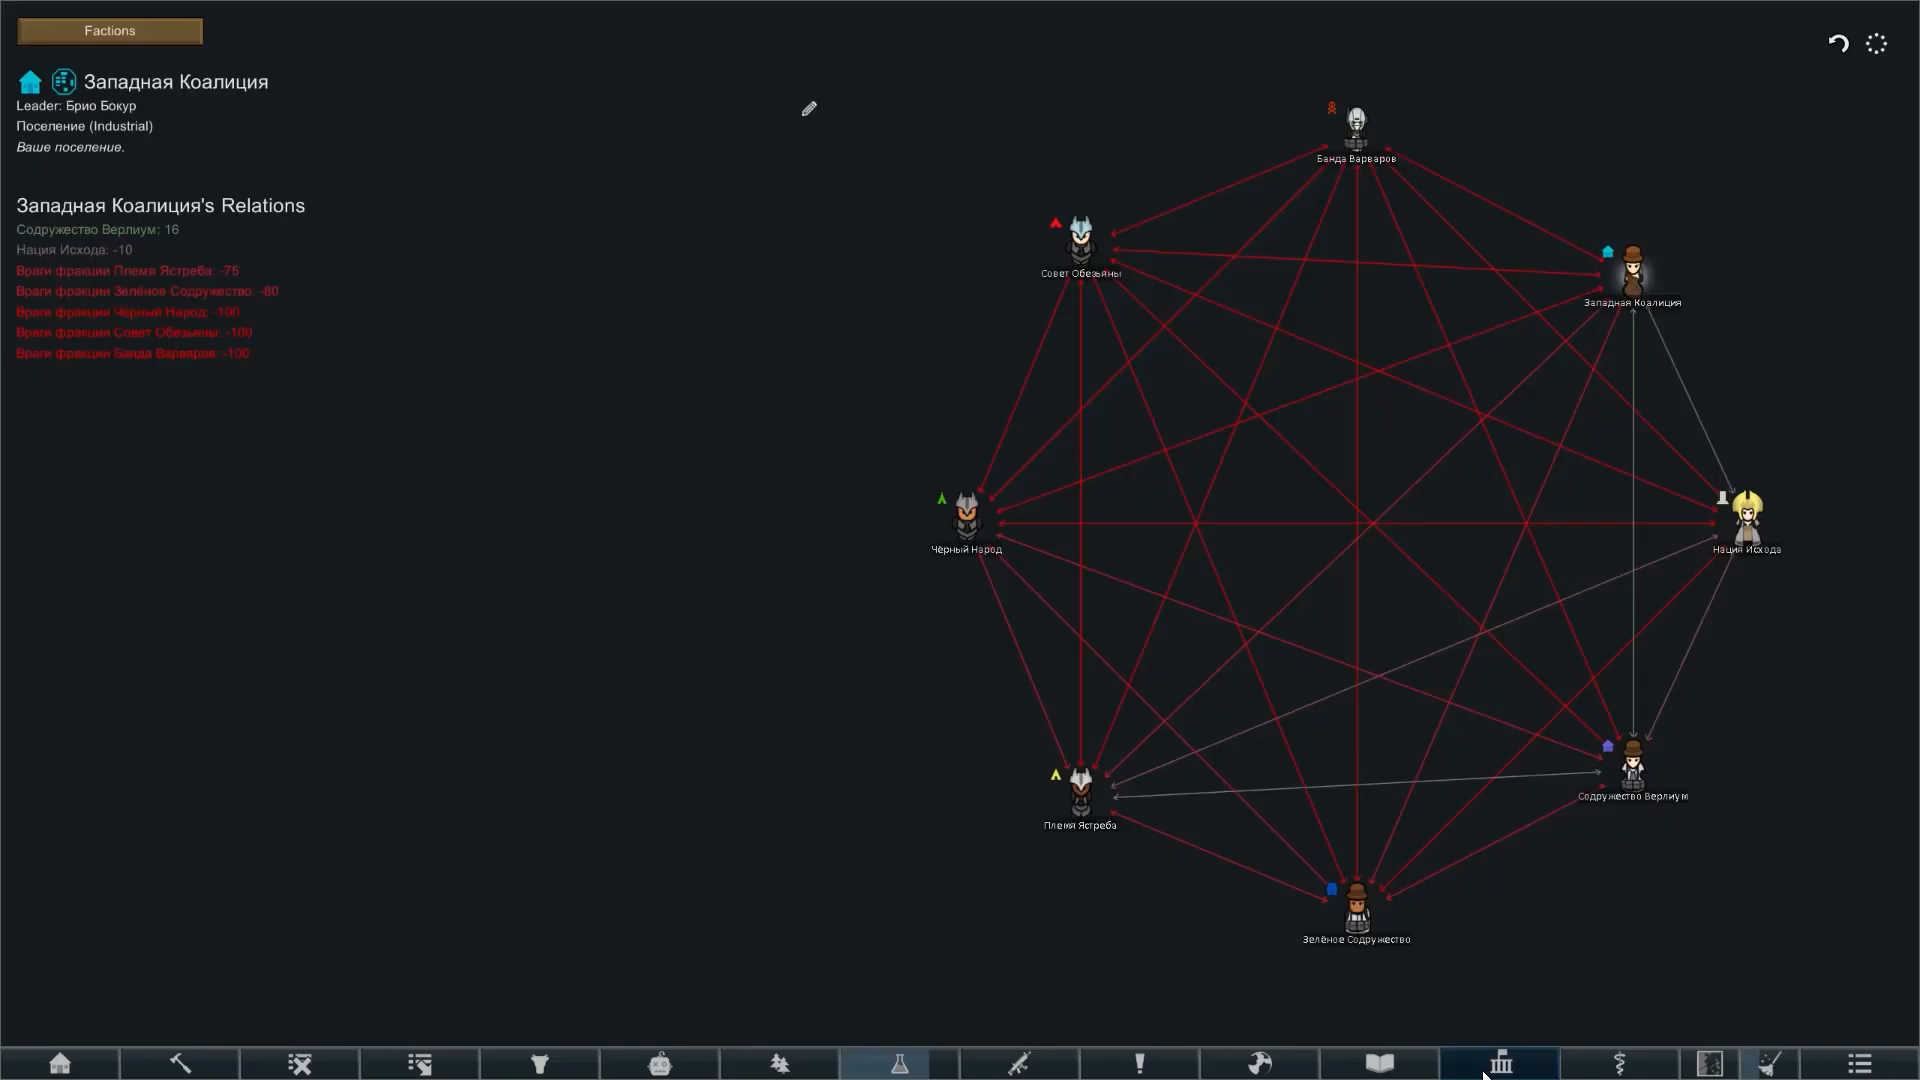 Factions
Западная Коалиция
Leader: Брио Бокур
Поселение (Industrial)
Ваше поселение.
Западная Коалиция's Relations
Содружество Верлиум: 16
Нация Исхода: -10
Враги фракции Племя Ястреба: -75
Враги фракции Зелёное Содружество: -80
Враги фракции Чёрный Народ: -100
Враги фракции Совет Обезьяны: -100
Враги фракции Банда Варваров: -100
Банда Варваров
Совет Обезьяны
Западная Коалиция
Чёрный Народ
Нация Исхода
Содружество Верлиум
Племя Ястреба
Зелёное Содружество